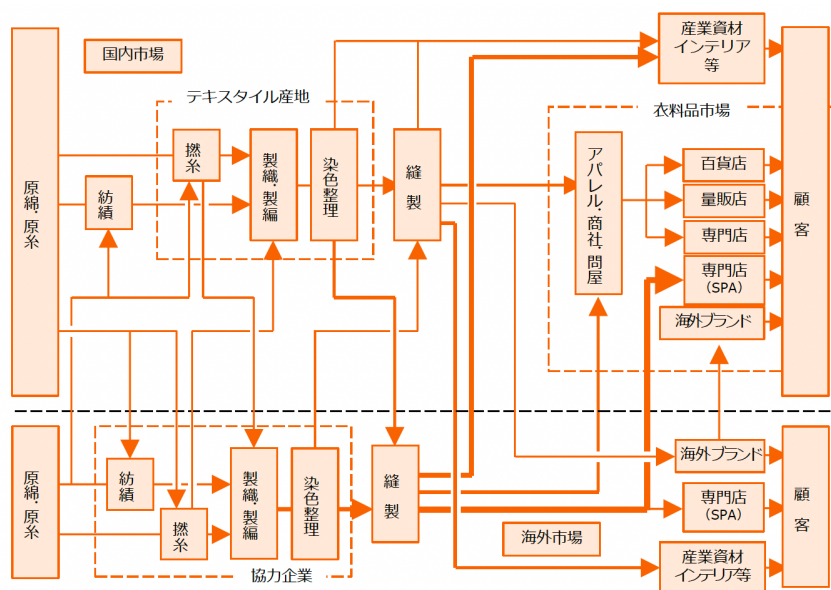 国内市場
産業資材
インテリア
等
テキスタイル産地
衣料品市場
原綿・原糸
撚糸
紡績
製織・製編
染色整理
縫製
アパレル・商社・問屋
百貨店
量販店
専門店
専門店
(SPA)
海外ブランド
顧客
原綿・原糸
紡績
撚糸
製織・製編
染色整理
縫製
協力企業
海外市場
海外ブランド
専門店
(SPA)
産業資材
インテリア等
顧客